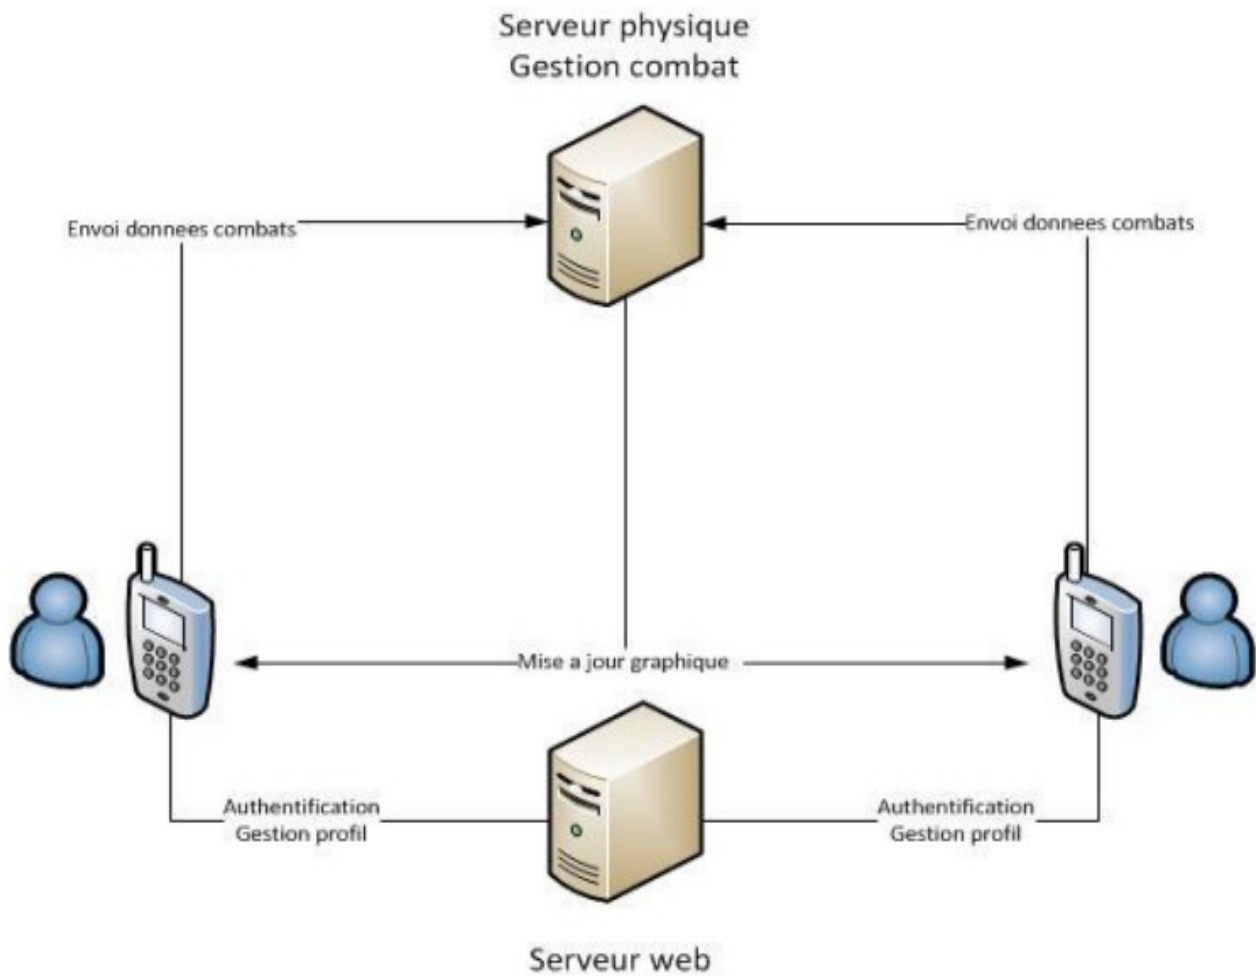 Serveur physique
Gestion combat
Envoi donnees combats
Envoi donnees combats
Mise a jour graphique
Authentification
Gestion profil
Authentification
Gestion profil
Serveur web